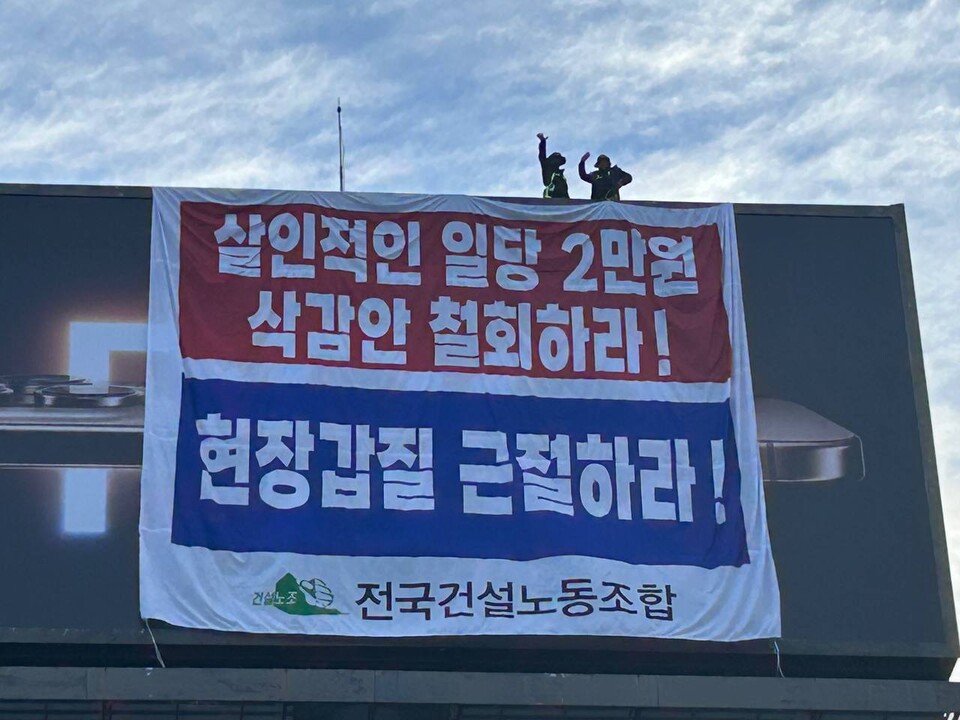 살인적인 일당 2만원
삭감안 철회하라!
현장갑질 근절하라!
건설노조 전국건설노동조합